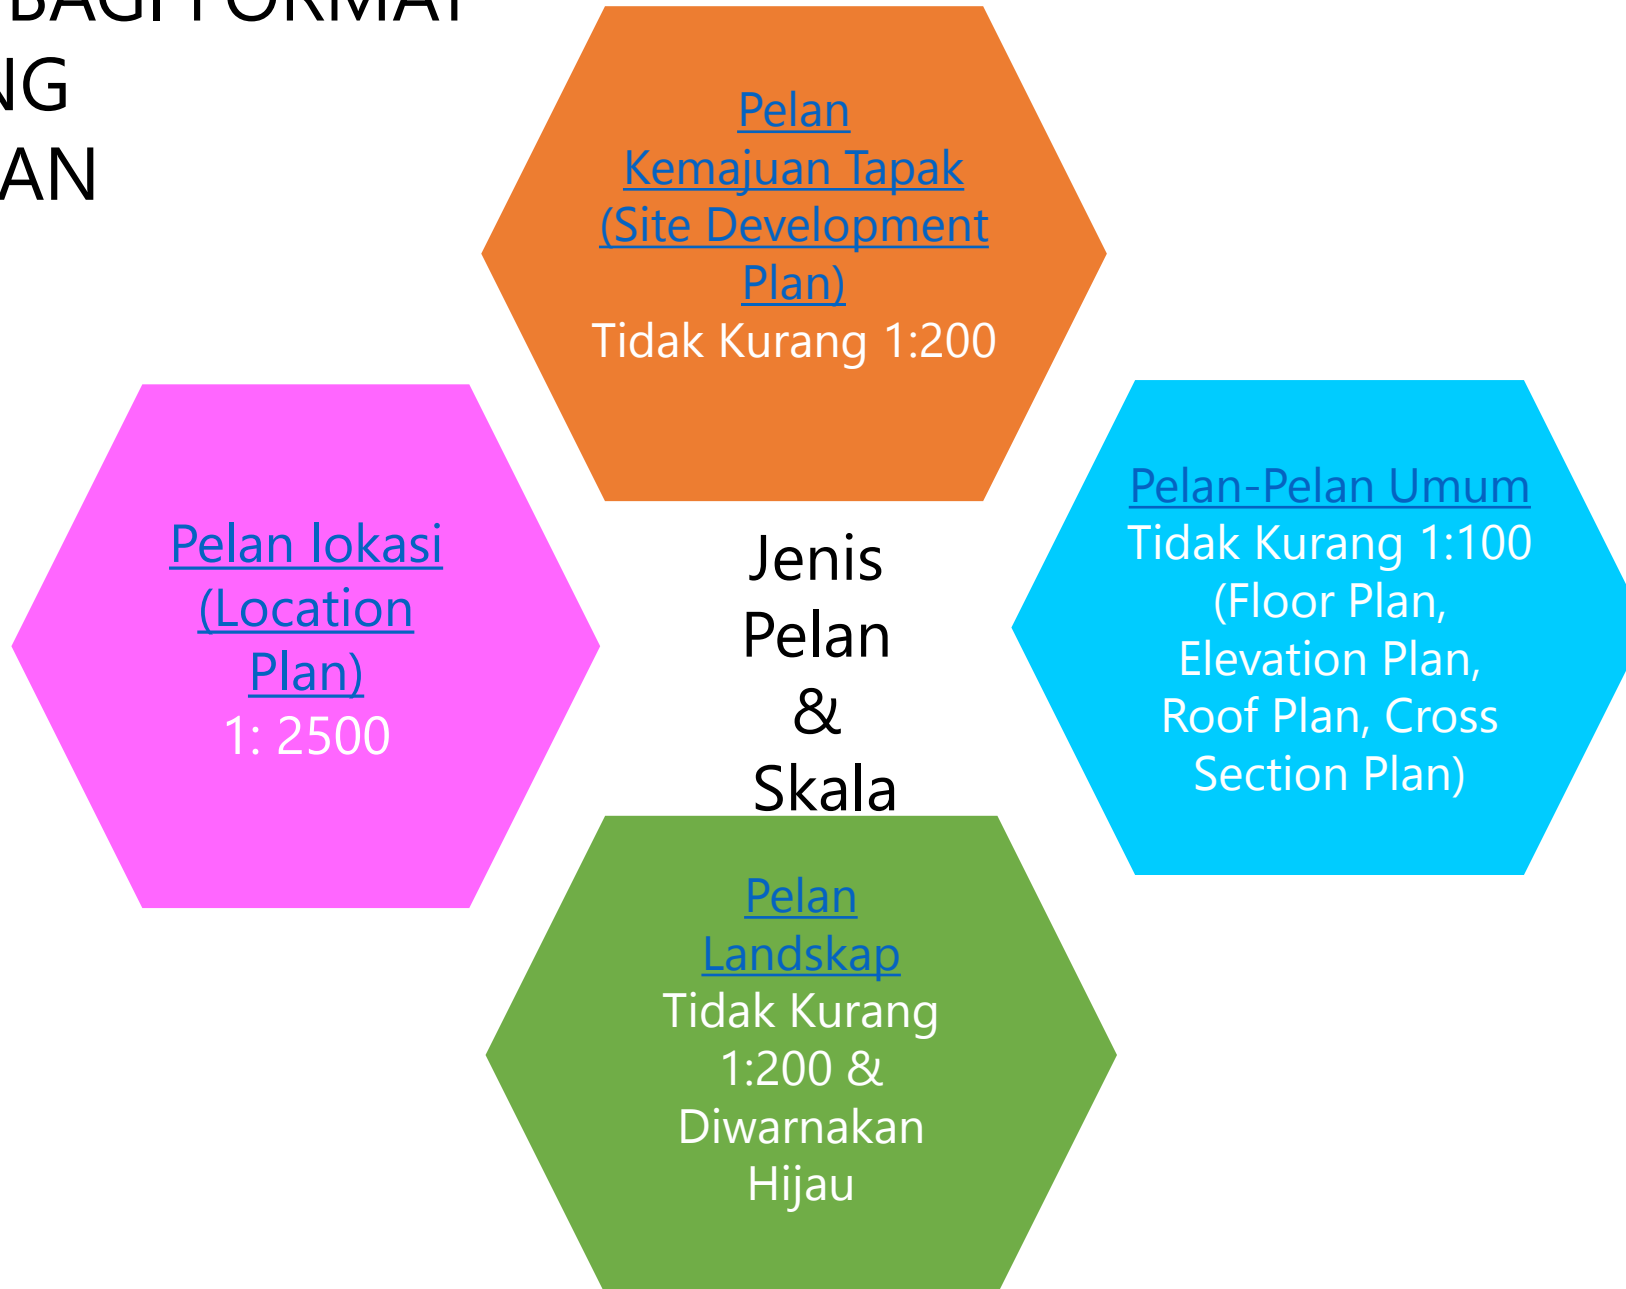 BAGI FORMAT
NG
AN
Pelan
Kemajuan Tapak
(Site Development
Plan)
Tidak Kurang 1:200
Pelan lokasi
(Location
Plan)
1: 2500
Jenis
Pelan
&
Skala
Pelan-Pelan Umum
Tidak Kurang 1:100
(Floor Plan,
Elevation Plan,
Roof Plan, Cross
Section Plan)
Pelan
Landskap
Tidak Kurang
1:200 &
Diwarnakan
Hijau